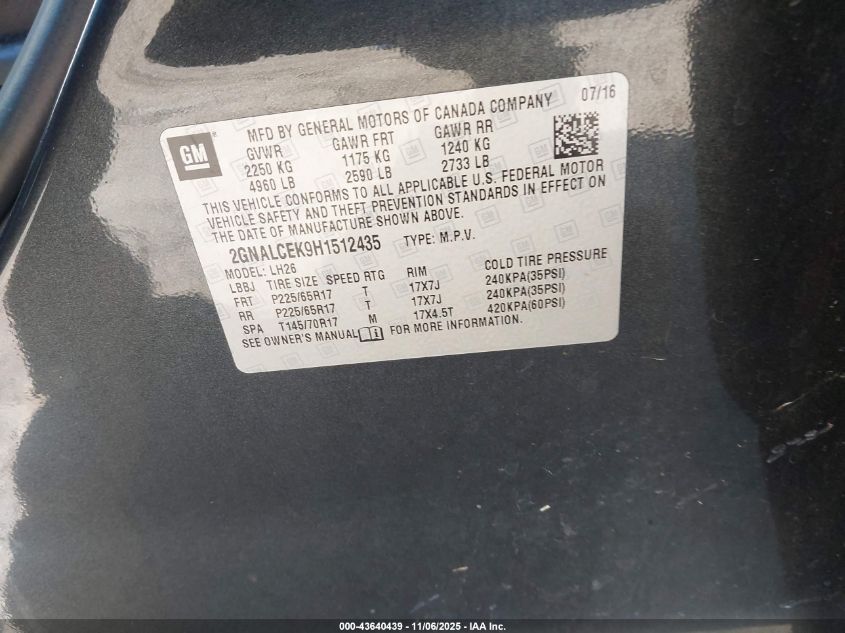 GM
MFD BY GENERAL MOTORS OF CANADA COMPANY 07/16
GVWR GAWR FRT GAWR RR
2250 KG 1175 KG 1240 KG
4960 LB 2590 LB 2733 LB
THIS VEHICLE CONFORMS TO ALL APPLICABLE U.S. FEDERAL MOTOR
VEHICLE SAFETY AND THEFT PREVENTION STANDARDS IN EFFECT ON
THE DATE OF MANUFACTURE SHOWN ABOVE.
2GNALCEK9H1512435 TYPE: M.P.V.
MODEL: LH26
LBBJ TIRE SIZE SPEED RTG RIM COLD TIRE PRESSURE
FRT P225/65R17 T 17X7J 240KPA(35PSI)
RR P225/65R17 T 17X7J 240KPA(35PSI)
SPA T145/70R17 M 17X4.5T 420KPA(60PSI)
SEE OWNER'S MANUAL FOR MORE INFORMATION.
000-43640439 - 11/06/2025 - IAA Inc.